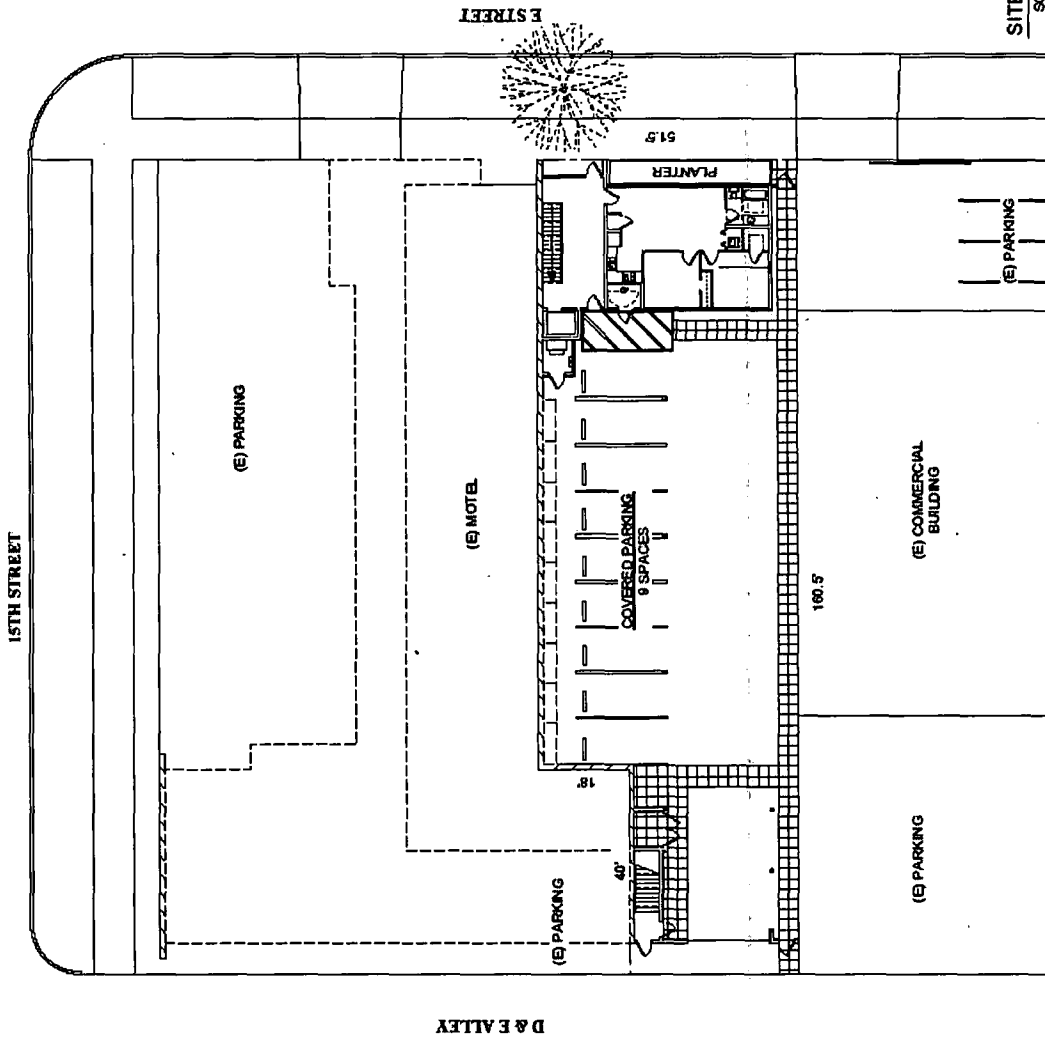 E STREET
SITE
15TH STREET
51.5'
PLANTER
(E) PARKING
(E) PARKING
(E) MOTEL
COVERED PARKING
9 SPACES
(E) COMMERCIAL
BUILDING
160.5'
18'
40'
(E) PARKING
(E) PARKING
D & E ALLEY